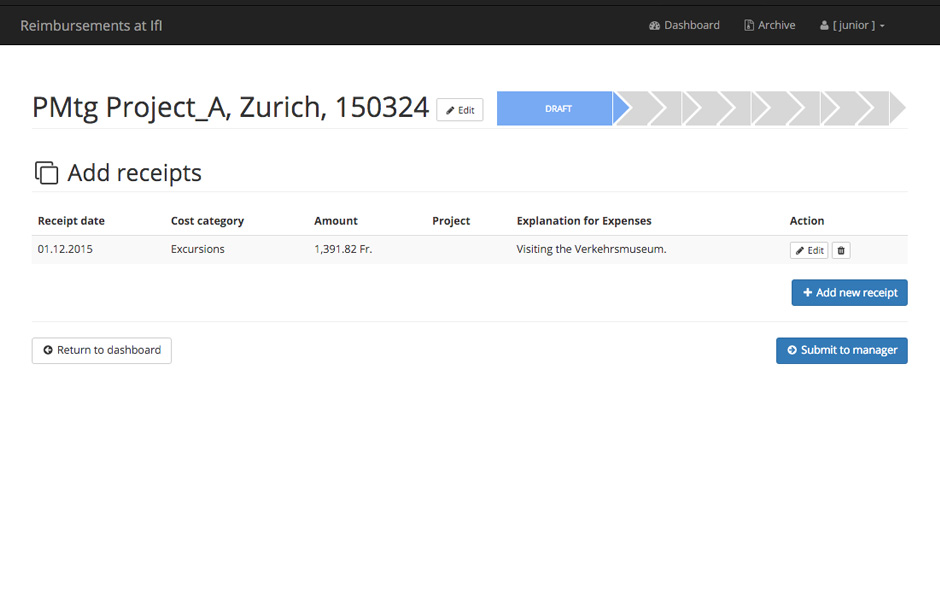 Reimbursements at IfI Dashboard Archive [ junior ]
PMtg Project_A, Zurich, 150324 Edit DRAFT
Add receipts
Receipt date Cost category Amount Project Explanation for Expenses Action
01.12.2015 Excursions 1,391.82 Fr. Visiting the Verkehrsmuseum. Edit
Add new receipt
Return to dashboard Submit to manager